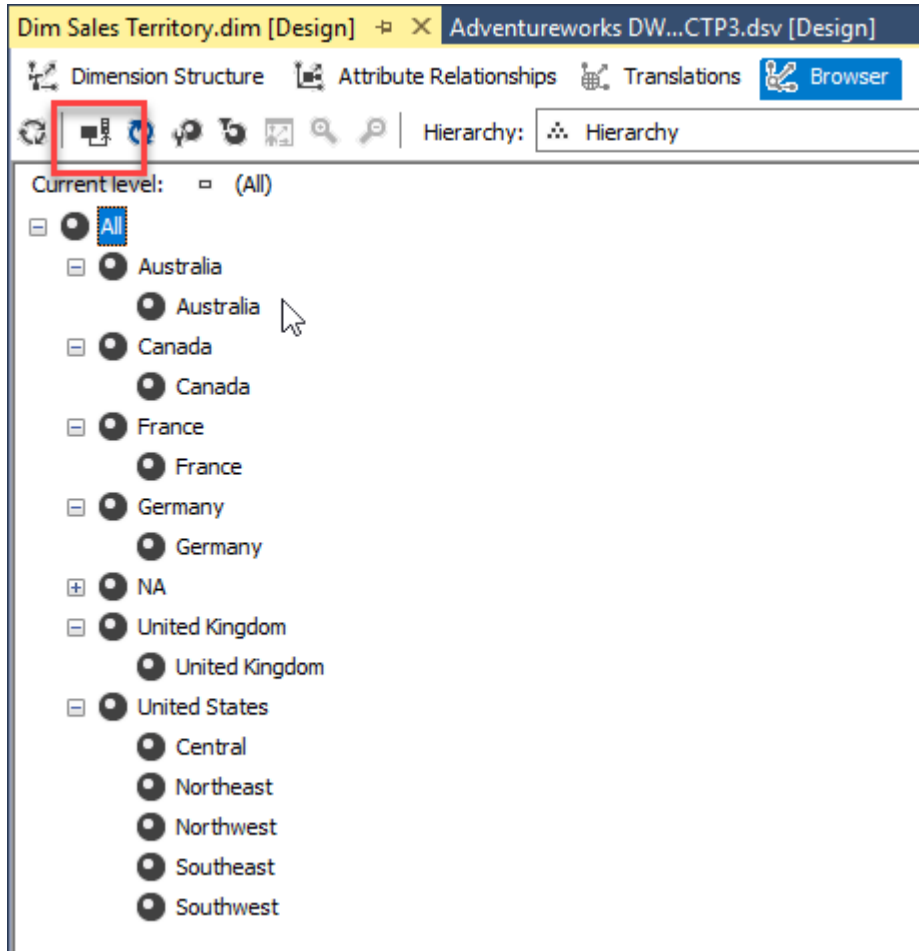 Dim Sales Territory.dim [Design] Adventureworks DW...CTP3.dsv [Design]
Dimension Structure Attribute Relationships Translations Browser
Hierarchy: Hierarchy
Current level: (All)
All
Australia
Australia
Canada
Canada
France
France
Germany
Germany
NA
United Kingdom
United Kingdom
United States
Central
Northeast
Northwest
Southeast
Southwest